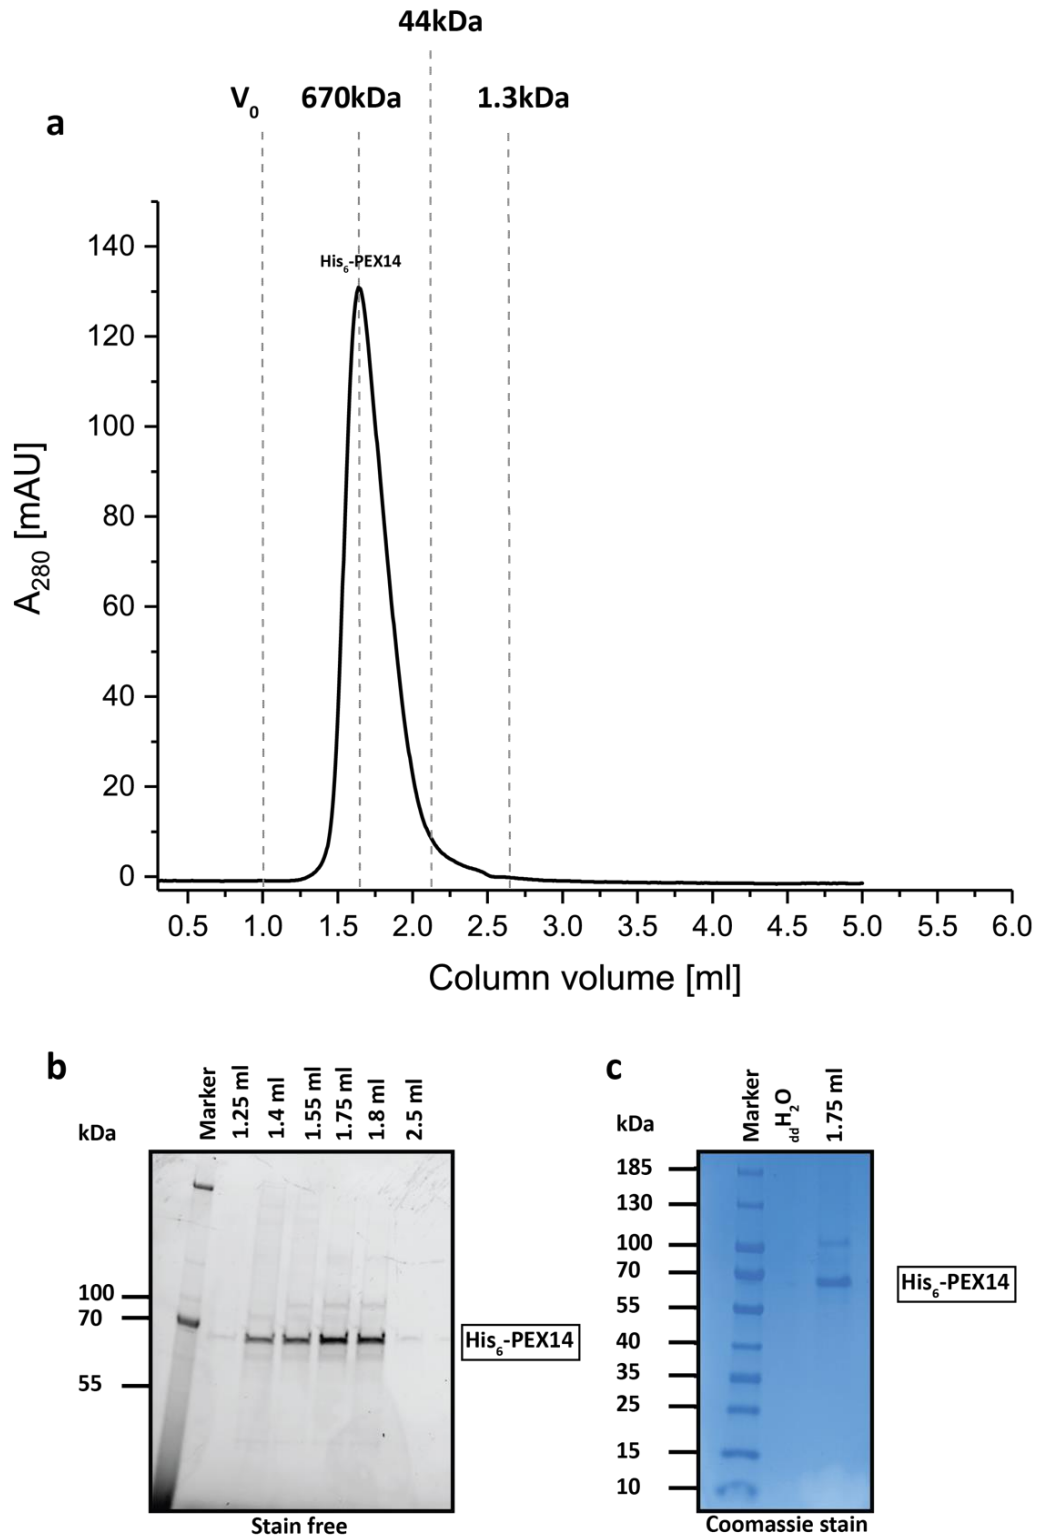 44kDa
V0 670kDa 1.3kDa
a
His6-PEX14
140
120
100
80
60
40
20
0
A280 [mAU]
0.5 1.0 1.5 2.0 2.5 3.0 3.5 4.0 4.5 5.0 5.5 6.0
Column volume [ml]
b
kDa
Marker
1.25 ml
1.4 ml
1.55 ml
1.75 ml
1.8 ml
2.5 ml
100
70
55
His6-PEX14
Stain free
c
kDa
Marker
ddH2O
1.75 ml
185
130
100
70
55
40
35
25
15
10
His6-PEX14
Coomassie stain